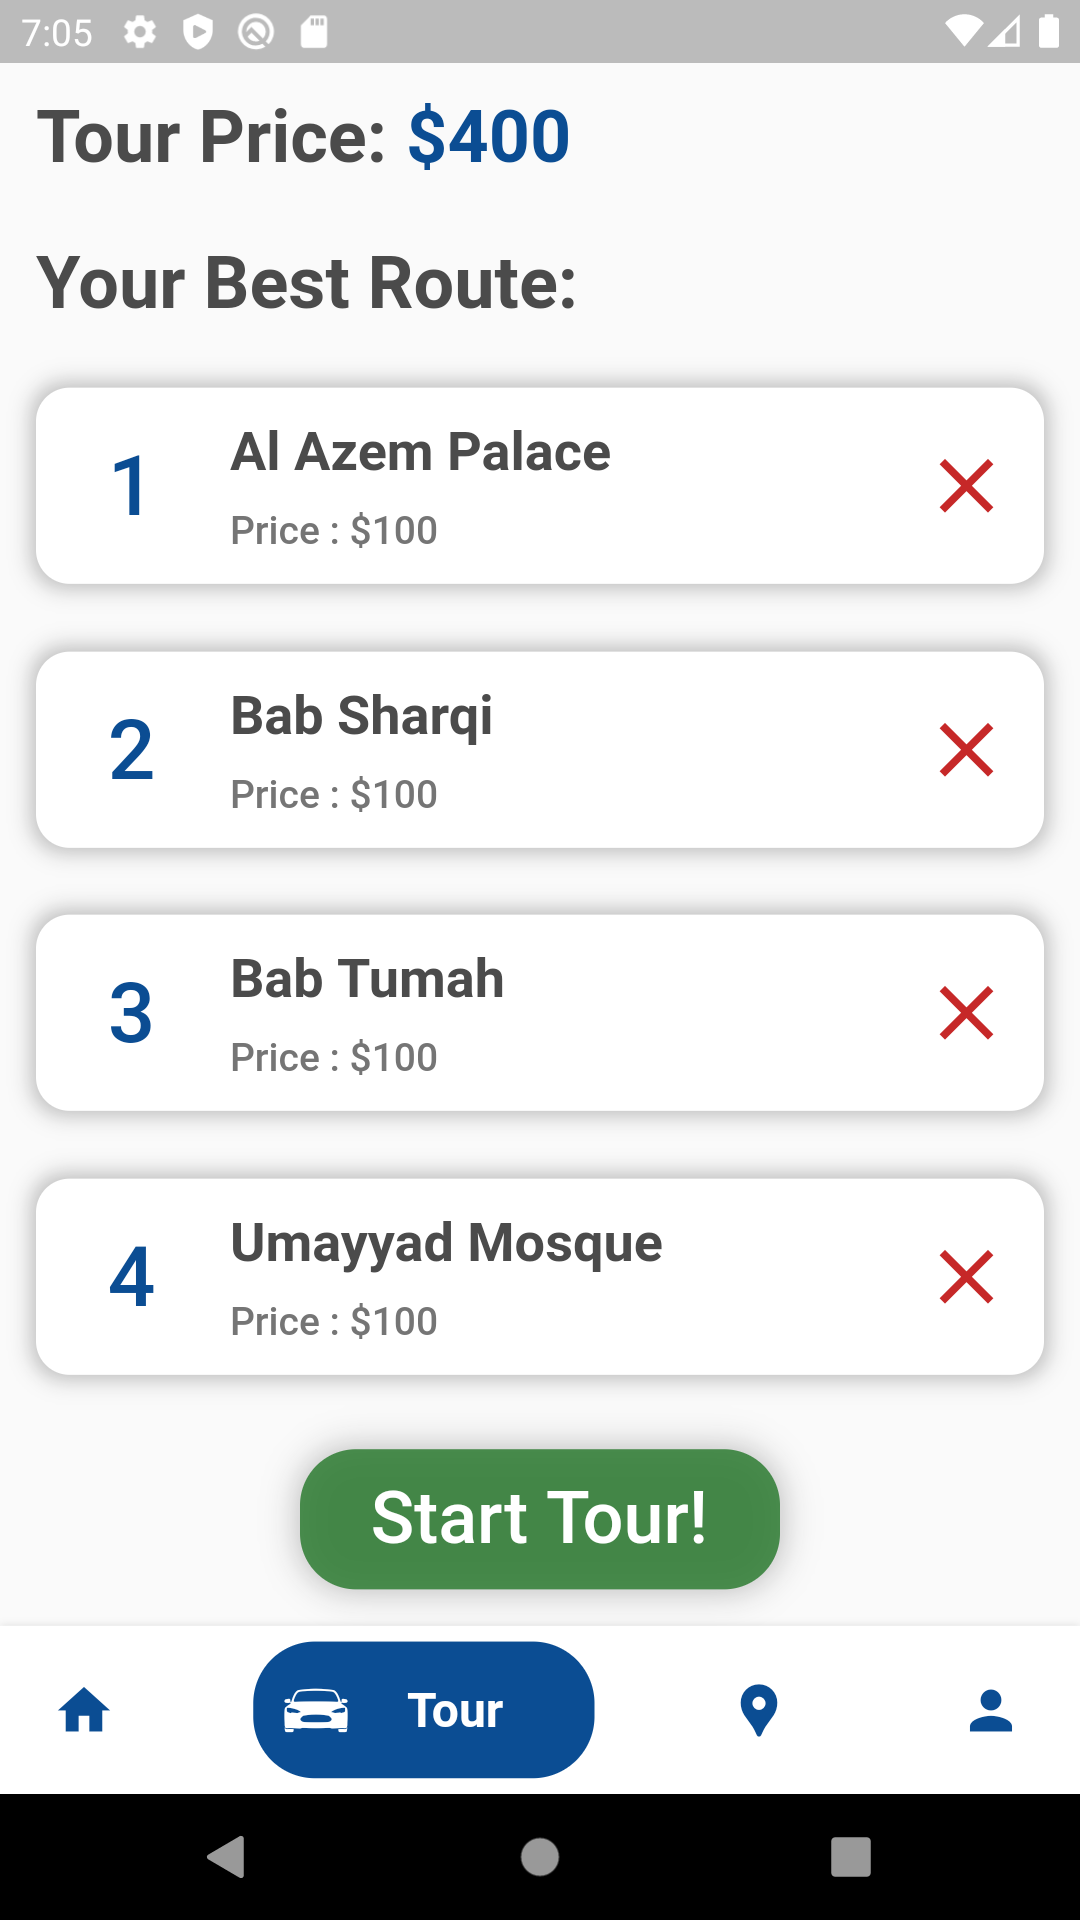 7:05
Tour Price: $400
Your Best Route:
1
Al Azem Palace
Price : $100
2
Bab Sharqi
Price : $100
3
Bab Tumah
Price : $100
4
Umayyad Mosque
Price : $100
Start Tour!
Tour